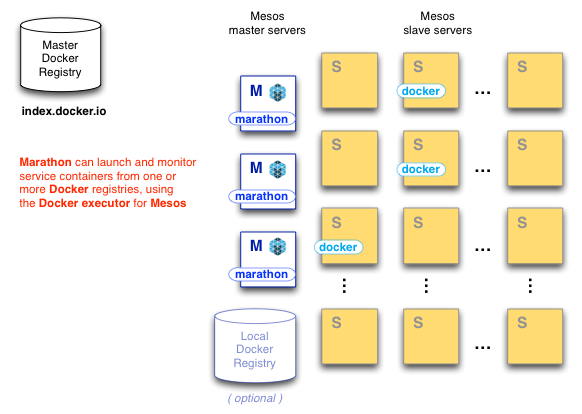 Master
Docker
Registry
index.docker.io
Marathon can launch and monitor
service containers from one or
more Docker registries, using
the Docker executor for Mesos
Mesos
master servers
Mesos
slave servers
M
marathon
S
S
docker
...
S
M
marathon
S
S
docker
...
S
M
marathon
S
docker
S
...
S
⋮
⋮
⋮
Local
Docker
Registry
( optional )
S
S
...
S